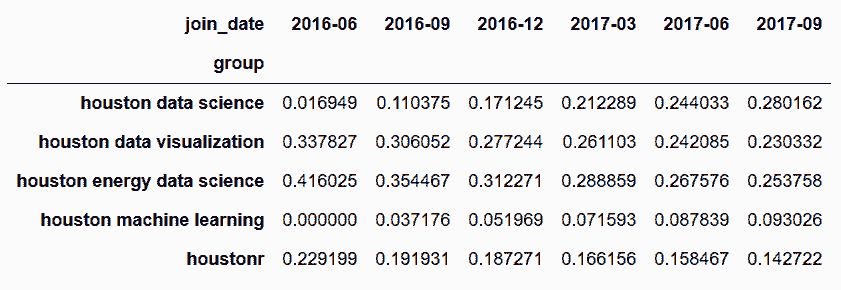 join_date 2016-06 2016-09 2016-12 2017-03 2017-06 2017-09
group
houston data science 0.016949 0.110375 0.171245 0.212289 0.244033 0.280162
houston data visualization 0.337827 0.306052 0.277244 0.261103 0.242085 0.230332
houston energy data science 0.416025 0.354467 0.312271 0.288859 0.267576 0.253758
houston machine learning 0.000000 0.037176 0.051969 0.071593 0.087839 0.093026
houstonr 0.229199 0.191931 0.187271 0.166156 0.158467 0.142722